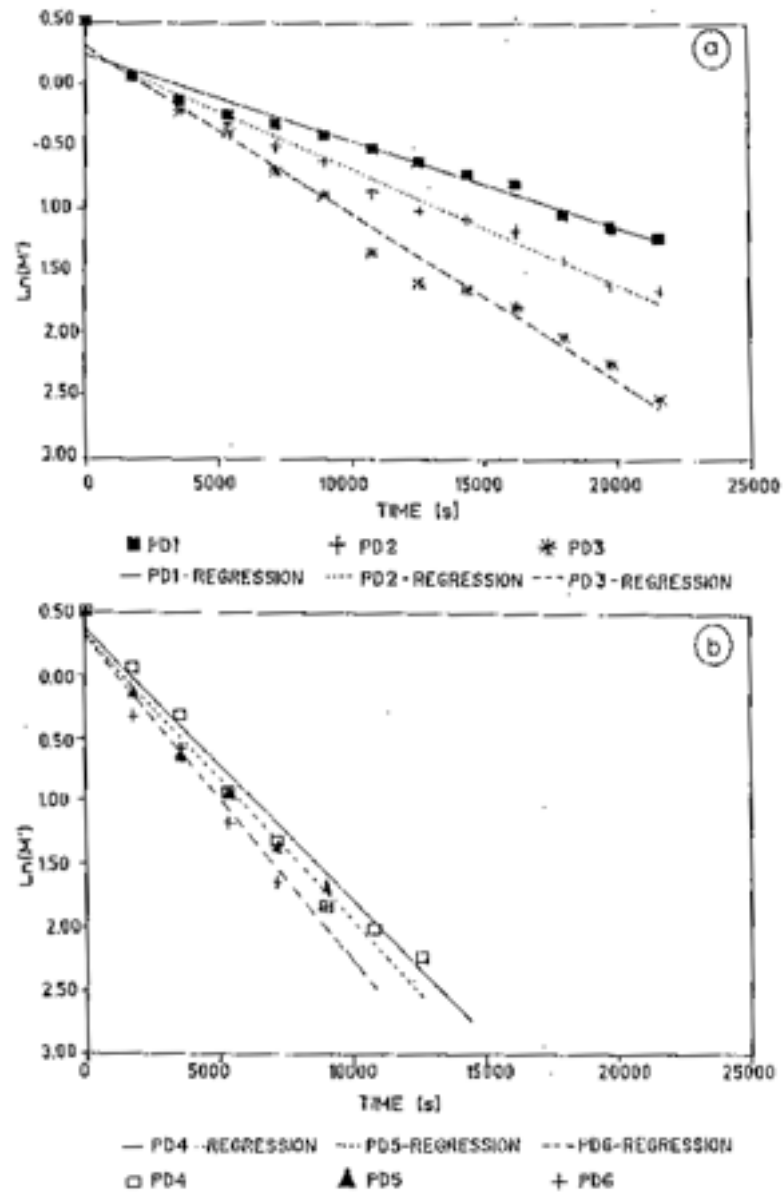 a
0.50
0.00
-0.50
1.00
1.50
2.00
2.50
3.00
Ln(M')
0 5000 10000 15000 20000 25000
TIME [s]
■ PD1 + PD2 ✳ PD3
— PD1-REGRESSION ····· PD2-REGRESSION --- PD3-REGRESSION
b
0.50
0.00
0.50
1.00
1.50
2.00
2.50
3.00
Ln(M')
0 5000 10000 15000 20000 25000
TIME [s]
— PD4--REGRESSION ····· PD5-REGRESSION --- PD6-REGRESSION
□ PD4 ▲ PD5 + PD6